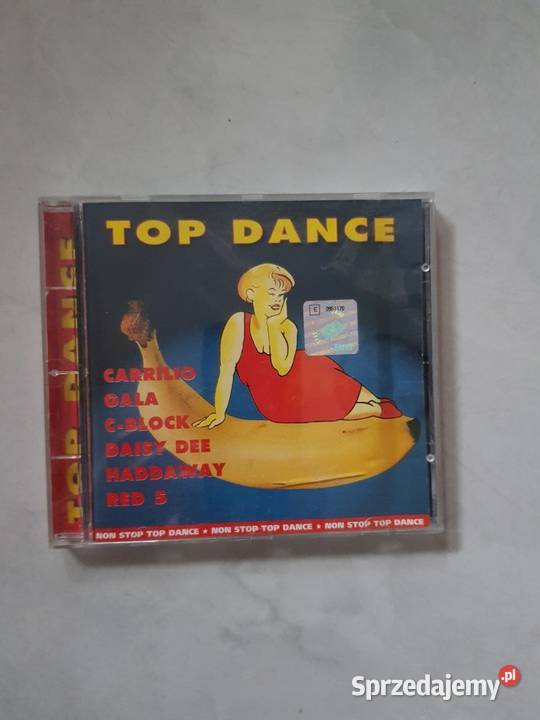 TOP DANCE
TOP DANCE
E 0963170
CARRILIO
GALA
C-BLOCK
DAISY DEE
HADDAWAY
RED 5
NON STOP TOP DANCE ★ NON STOP TOP DANCE ★ NON STOP TOP DANCE
Sprzedajemy.pl